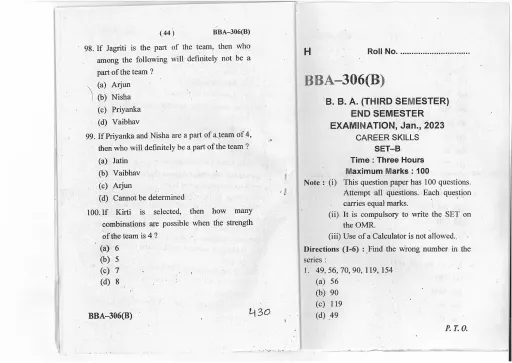 ( 44 ) BBA–306(B)
98. If Jagriti is the part of the team, then who
among the following will definitely not be a
part of the team ?
(a) Arjun
(b) Nisha
(c) Priyanka
(d) Vaibhav
99. If Priyanka and Nisha are a part of a team of 4,
then who will definitely be a part of the team ?
(a) Jatin
(b) Vaibhav
(c) Arjun
(d) Cannot be determined
100. If Kirti is selected, then how many
combinations are possible when the strength
of the team is 4 ?
(a) 6
(b) 5
(c) 7
(d) 8
BBA–306(B)
430
H Roll No. ..............................
BBA–306(B)
B. B. A. (THIRD SEMESTER)
END SEMESTER
EXAMINATION, Jan., 2023
CAREER SKILLS
SET–B
Time : Three Hours
Maximum Marks : 100
Note : (i) This question paper has 100 questions.
Attempt all questions. Each question
carries equal marks.
(ii) It is compulsory to write the SET on
the OMR.
(iii) Use of a Calculator is not allowed.
Directions (1-6) : Find the wrong number in the
series :
1. 49, 56, 70, 90, 119, 154
(a) 56
(b) 90
(c) 119
(d) 49
P. T. O.